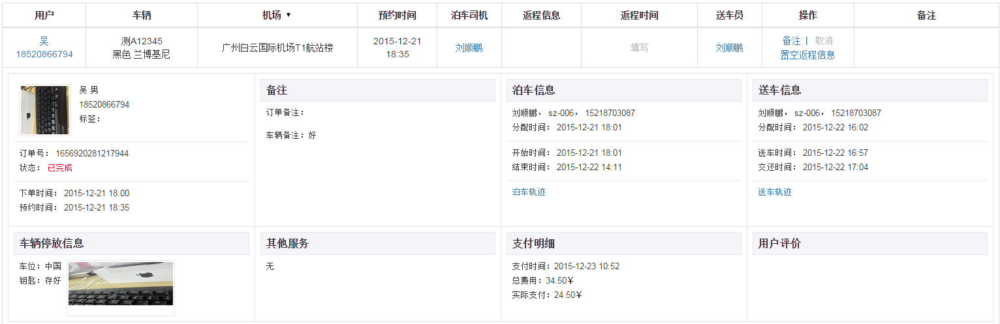 用户 车辆 机场 ▼ 预约时间 泊车司机 返程信息 返程时间 送车员 操作 备注
吴
18520866794
测A12345
黑色 兰博基尼
广州白云国际机场T1航站楼
2015-12-21
18:35
刘顺鹏
填写
刘顺鹏
备注 | 取消
置空返程信息
吴 男
18520866794
标签：
订单号： 1656920281217944
状态： 已完成
下单时间： 2015-12-21 18:00
预约时间： 2015-12-21 18:35
备注
订单备注：
车辆备注：好
泊车信息
刘顺鹏， sz-006， 15218703087
分配时间： 2015-12-21 18:01
开始时间： 2015-12-21 18:01
结束时间： 2015-12-22 14:11
泊车轨迹
送车信息
刘顺鹏， sz-006， 15218703087
分配时间： 2015-12-22 16:02
送车时间： 2015-12-22 16:57
交还时间： 2015-12-22 17:04
送车轨迹
车辆停放信息
车位：中国
钥匙：存好
其他服务
无
支付明细
支付时间：2015-12-23 10:52
总费用：34.50¥
实际支付：24.50¥
用户评价